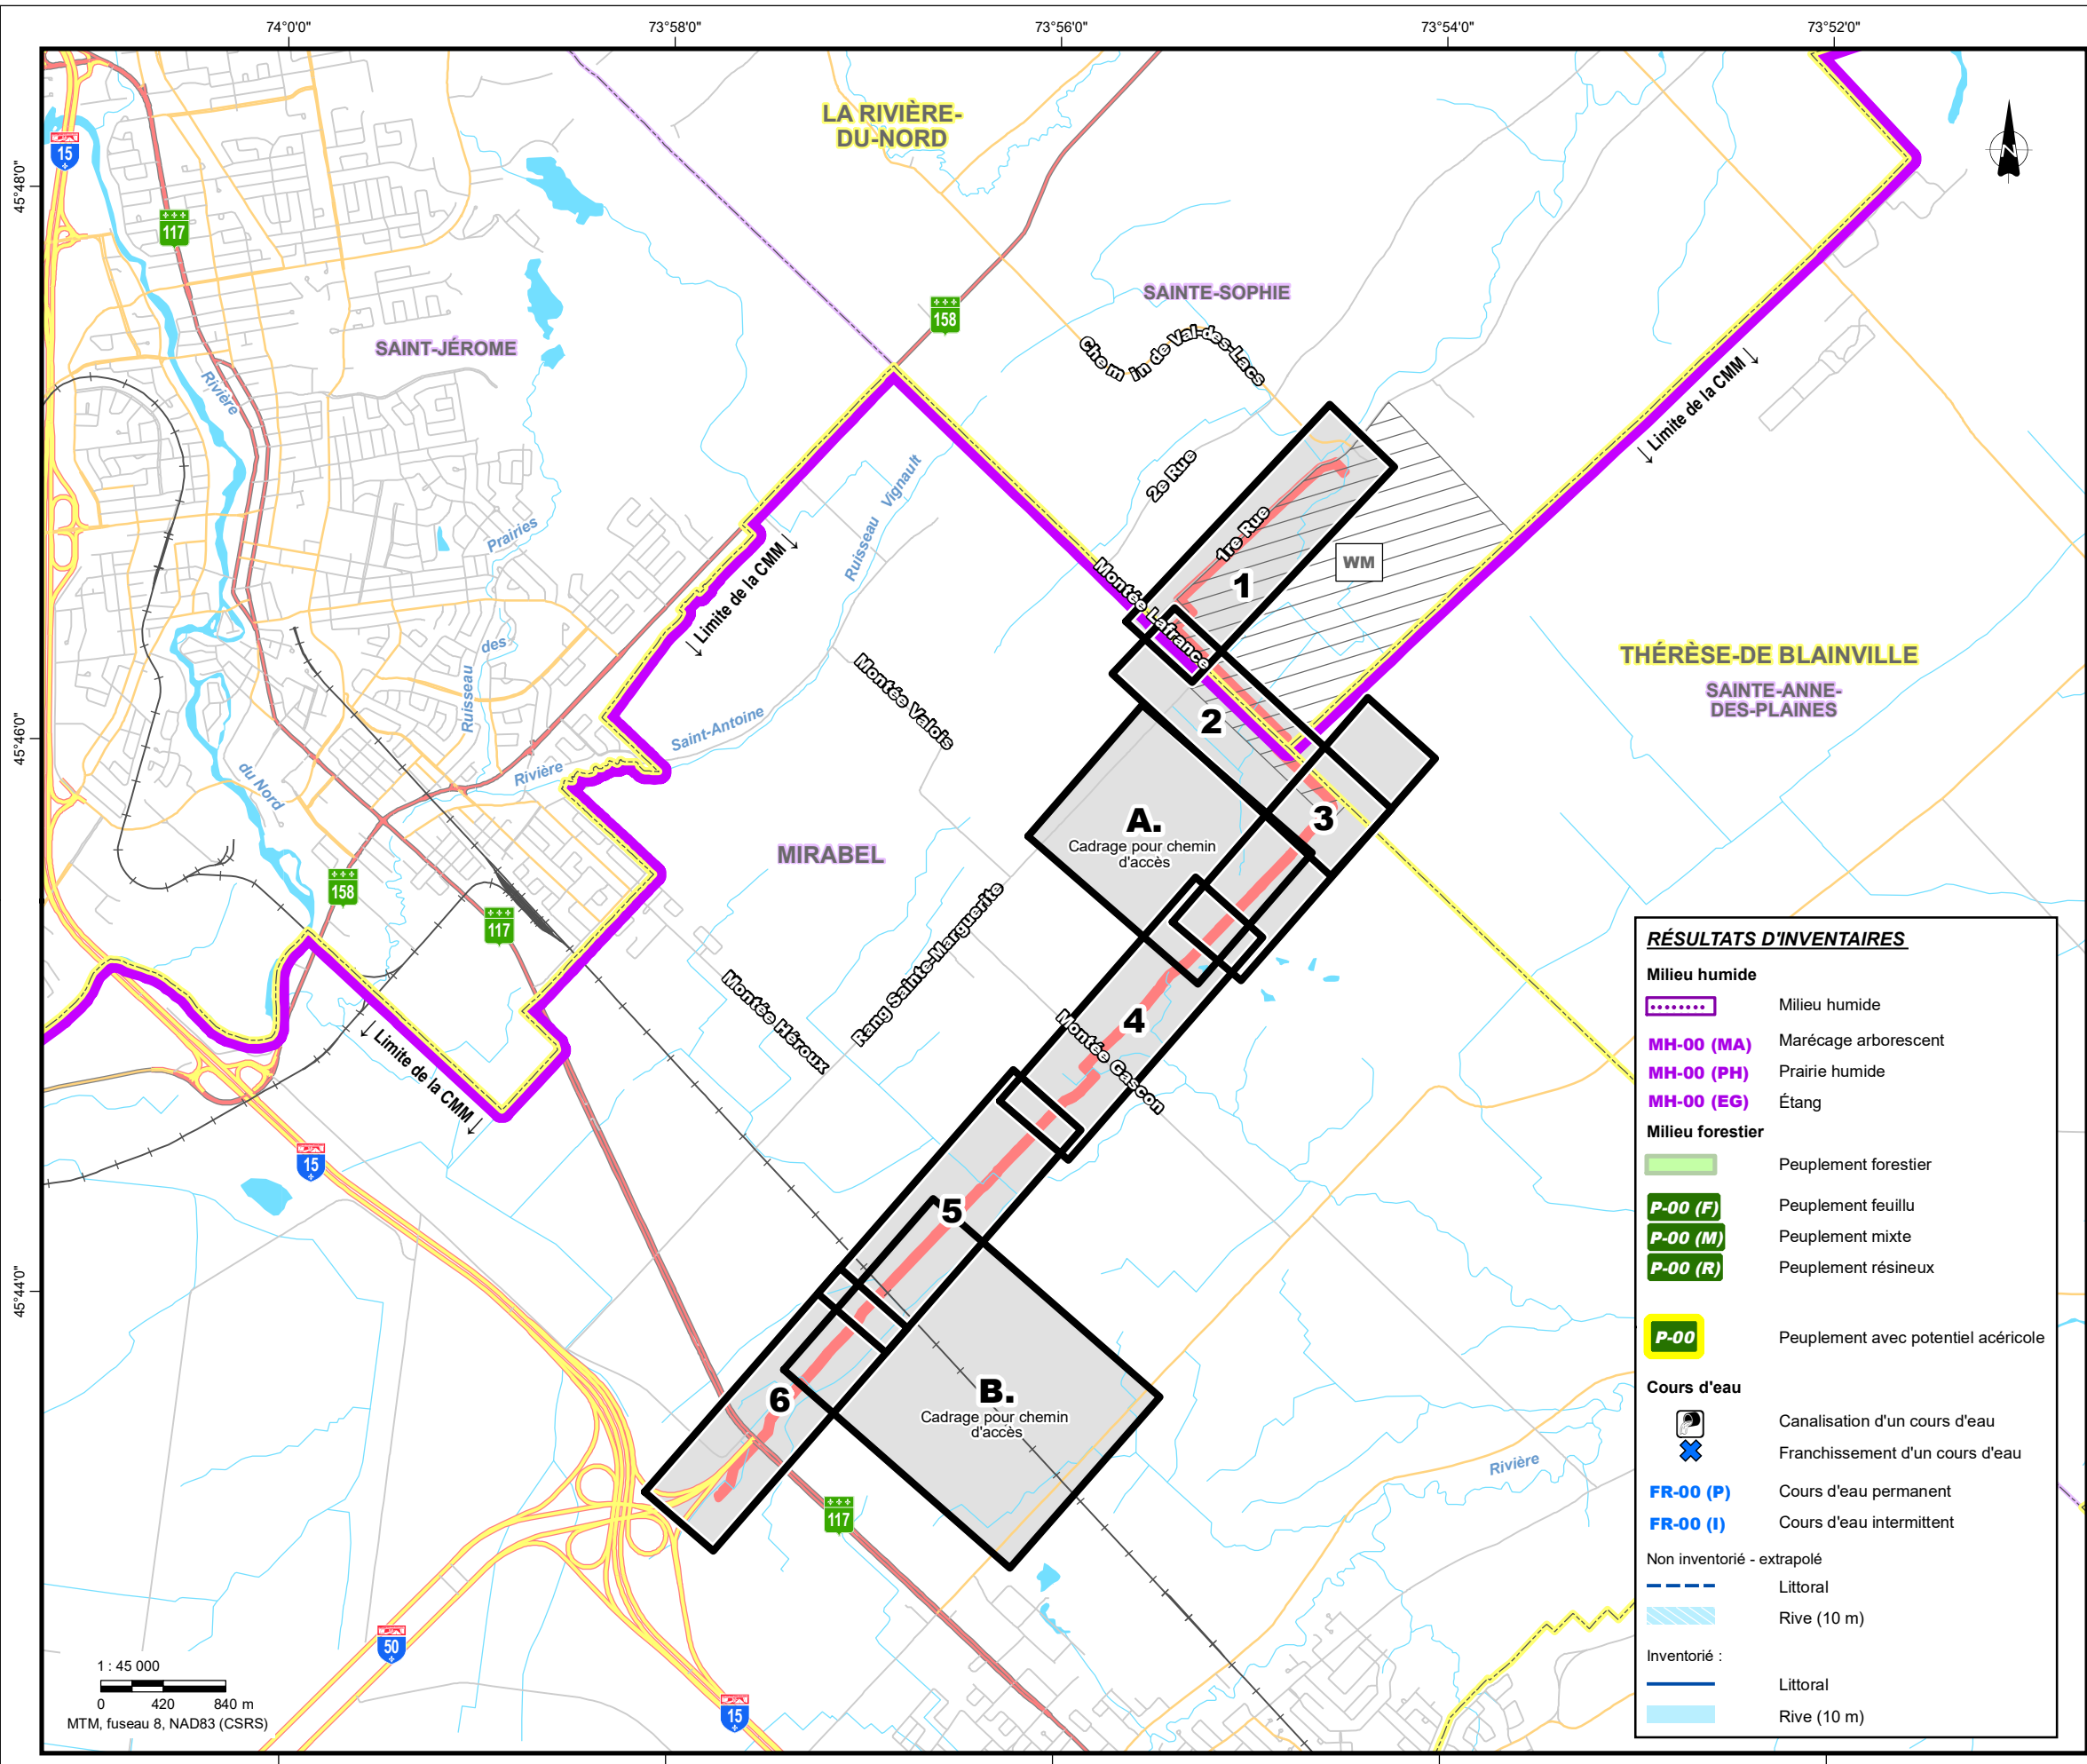 74°0'0"
73°58'0"
73°56'0"
73°54'0"
73°52'0"
45°48'0"
45°46'0"
45°44'0"
LA RIVIÈRE-
DU-NORD
N
15
117
158
SAINTE-SOPHIE
SAINT-JÉROME
Chemin de Val-des-Lacs
↓ Limite de la CMM ↓
Rivière
2e Rue
Ruisseau Vignault
Prairies
1re Rue
WM
1
↓ Limite de la CMM ↓
Montée Lafrance
des
Ruisseau
THÉRÈSE-DE BLAINVILLE
SAINTE-ANNE-
DES-PLAINES
Montée Valois
2
Saint-Antoine
Rivière
du Nord
3
A.
Cadrage pour chemin
d'accès
MIRABEL
158
117
Rang Sainte-Marguerite
Montée Héroux
4
Montée Gascon
↓ Limite de la CMM ↓
15
5
6
B.
Cadrage pour chemin
d'accès
Rivière
117
50
15
1 : 45 000
0 420 840 m
MTM, fuseau 8, NAD83 (CSRS)
RÉSULTATS D'INVENTAIRES
Milieu humide
Milieu humide
MH-00 (MA) Marécage arborescent
MH-00 (PH) Prairie humide
MH-00 (EG) Étang
Milieu forestier
Peuplement forestier
P-00 (F) Peuplement feuillu
P-00 (M) Peuplement mixte
P-00 (R) Peuplement résineux
P-00 Peuplement avec potentiel acéricole
Cours d'eau
Canalisation d'un cours d'eau
Franchissement d'un cours d'eau
FR-00 (P) Cours d'eau permanent
FR-00 (I) Cours d'eau intermittent
Non inventorié - extrapolé
Littoral
Rive (10 m)
Inventorié :
Littoral
Rive (10 m)